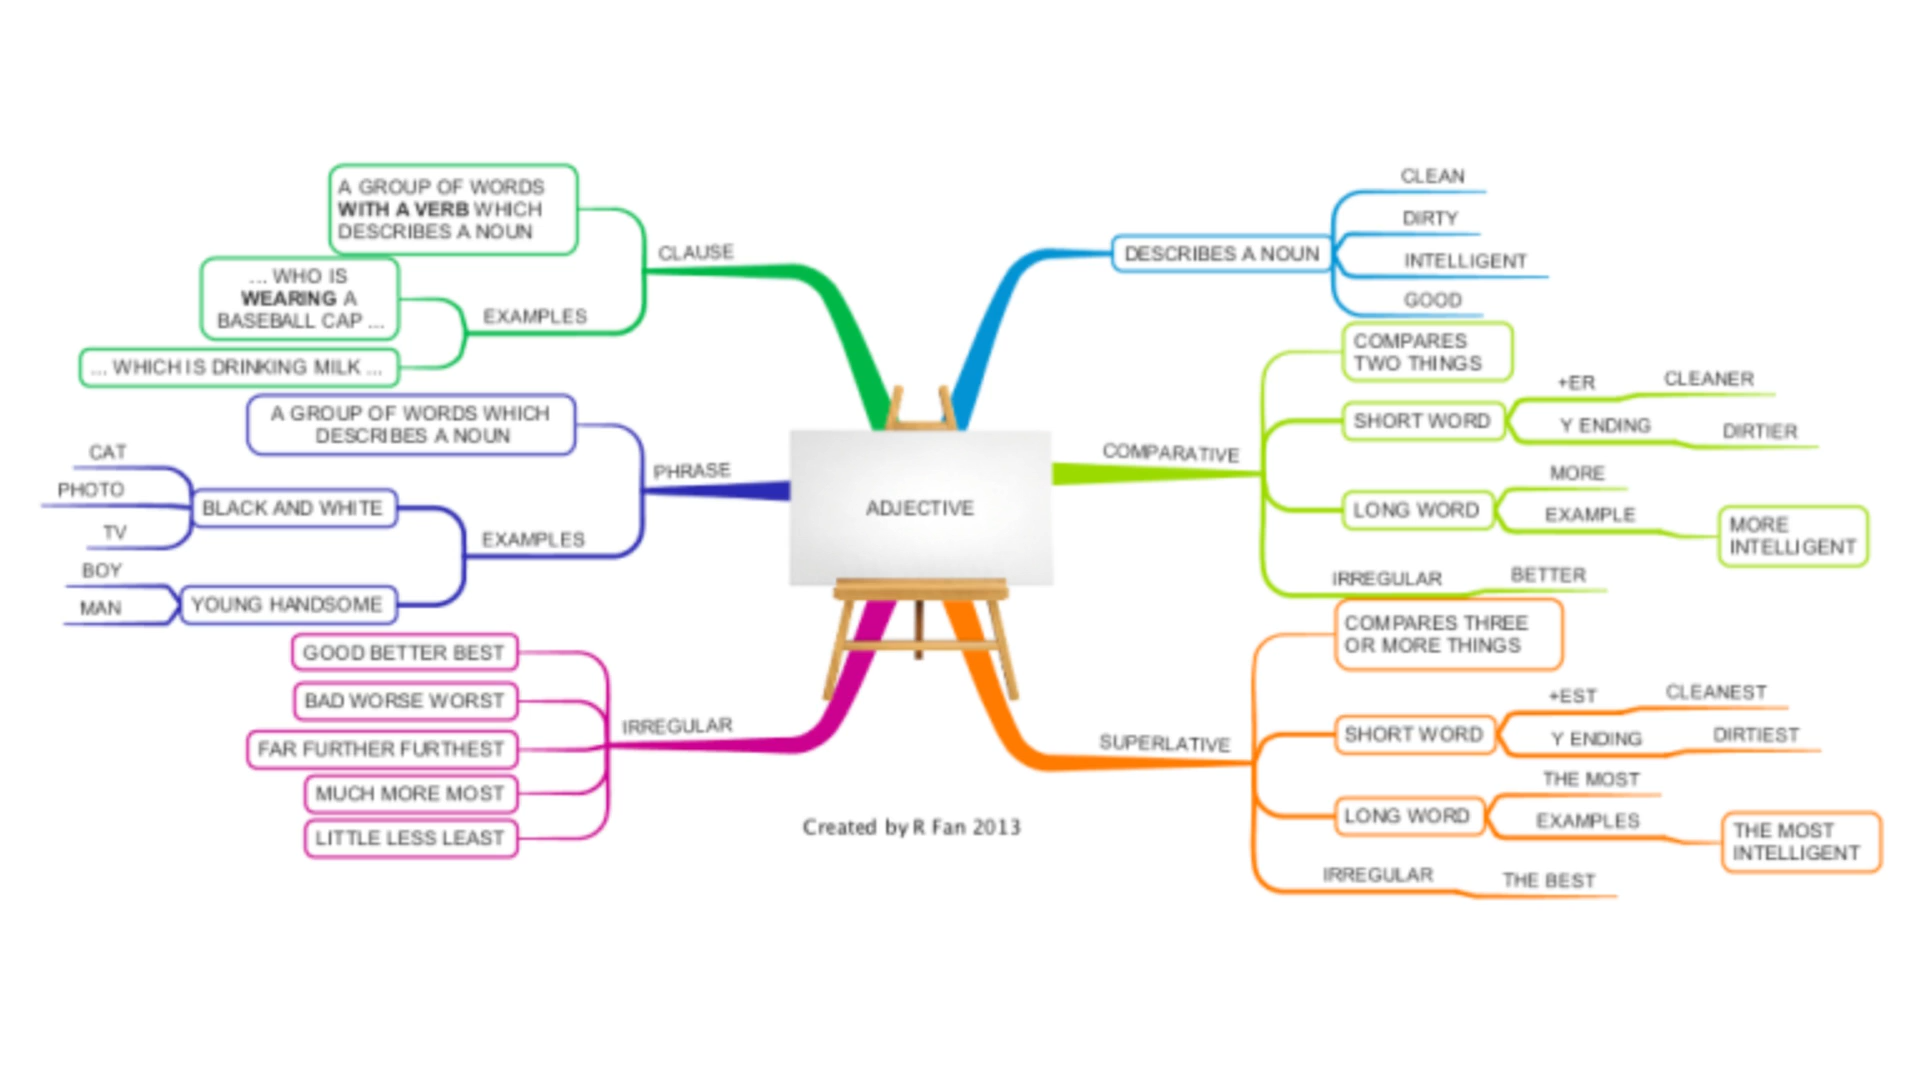 ADJECTIVE
DESCRIBES A NOUN
CLEAN
DIRTY
INTELLIGENT
GOOD
COMPARATIVE
COMPARES
TWO THINGS
SHORT WORD
+ER
CLEANER
Y ENDING
DIRTIER
LONG WORD
MORE
EXAMPLE
MORE
INTELLIGENT
IRREGULAR
BETTER
SUPERLATIVE
COMPARES THREE
OR MORE THINGS
SHORT WORD
+EST
CLEANEST
Y ENDING
DIRTIEST
LONG WORD
THE MOST
EXAMPLES
THE MOST
INTELLIGENT
IRREGULAR
THE BEST
CLAUSE
A GROUP OF WORDS
WITH A VERB WHICH
DESCRIBES A NOUN
EXAMPLES
... WHO IS
WEARING A
BASEBALL CAP ...
... WHICH IS DRINKING MILK ...
PHRASE
A GROUP OF WORDS WHICH
DESCRIBES A NOUN
EXAMPLES
BLACK AND WHITE
CAT
PHOTO
TV
YOUNG HANDSOME
BOY
MAN
IRREGULAR
GOOD BETTER BEST
BAD WORSE WORST
FAR FURTHER FURTHEST
MUCH MORE MOST
LITTLE LESS LEAST
Created by R Fan 2013